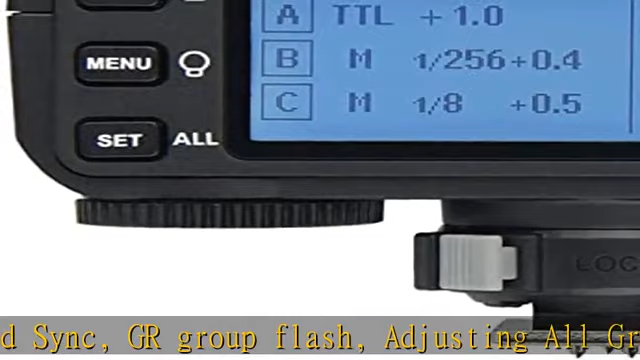 A TTL +1.0
MENU B M 1/256+0.4
C M 1/8 +0.5
SET ALL
LOC
d Sync, GR group flash, Adjusting All Gr